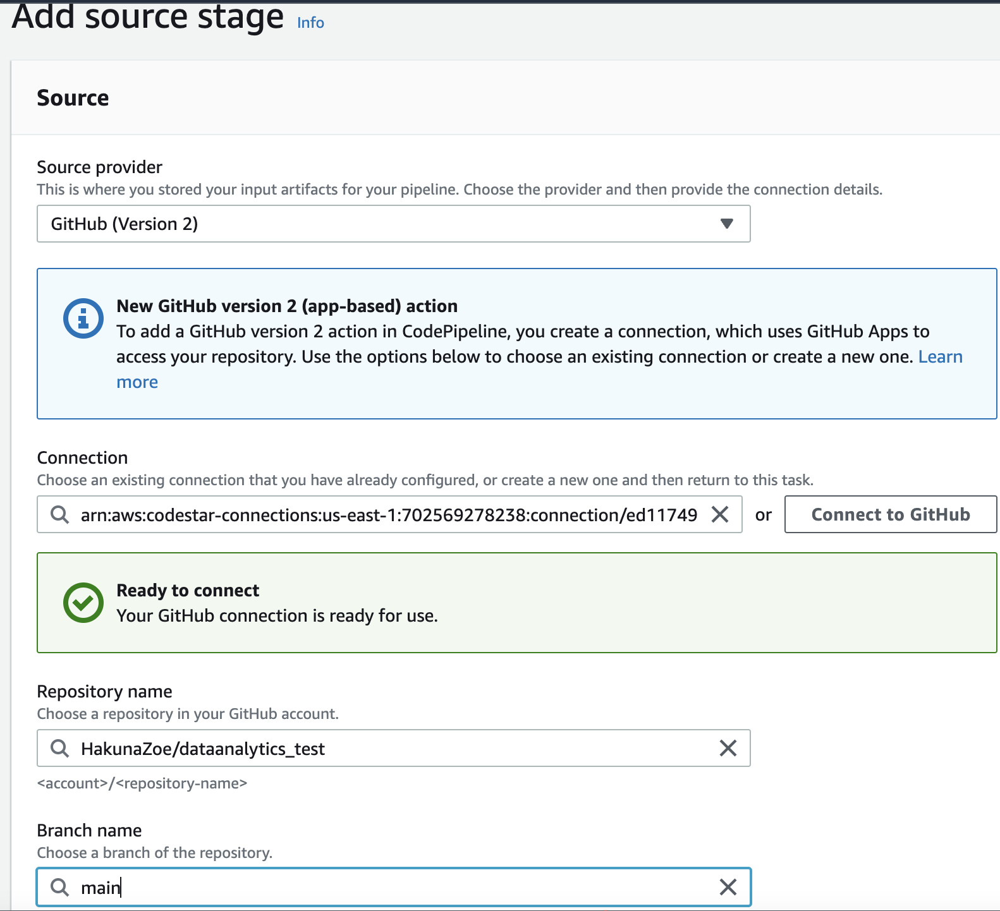 Add source stage Info
Source
Source provider
This is where you stored your input artifacts for your pipeline. Choose the provider and then provide the connection details.
GitHub (Version 2)
New GitHub version 2 (app-based) action
To add a GitHub version 2 action in CodePipeline, you create a connection, which uses GitHub Apps to
access your repository. Use the options below to choose an existing connection or create a new one. Learn
more
Connection
Choose an existing connection that you have already configured, or create a new one and then return to this task.
arn:aws:codestar-connections:us-east-1:702569278238:connection/ed11749 or Connect to GitHub
Ready to connect
Your GitHub connection is ready for use.
Repository name
Choose a repository in your GitHub account.
HakunaZoe/dataanalytics_test
<account>/<repository-name>
Branch name
Choose a branch of the repository.
main